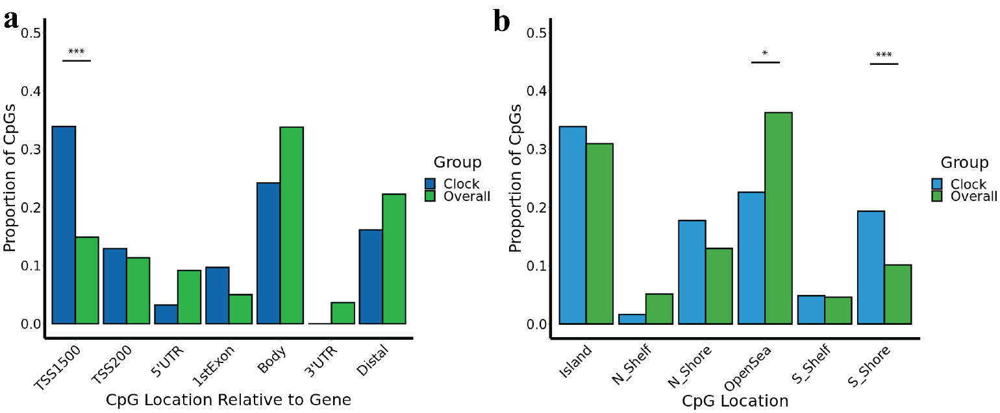 a
0.5
0.4
0.3
0.2
0.1
0.0
Proportion of CpGs
***
TSS1500
TSS200
5'UTR
1stExon
Body
3'UTR
Distal
CpG Location Relative to Gene
Group
Clock
Overall
b
0.5
0.4
0.3
0.2
0.1
0.0
Proportion of CpGs
*
***
Island
N_Shelf
N_Shore
OpenSea
S_Shelf
S_Shore
CpG Location
Group
Clock
Overall